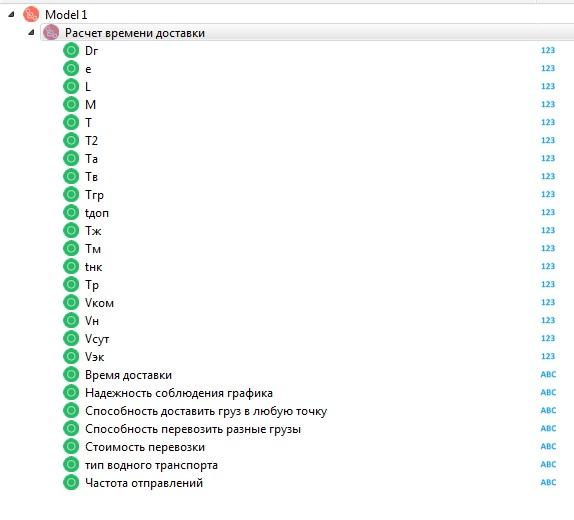 Model1
Расчет времени доставки
Dr 123
e 123
L 123
M 123
T 123
T2 123
Та 123
Тв 123
Тгр 123
tдоп 123
Тж 123
Тм 123
tнк 123
Тр 123
Vком 123
Vн 123
Vсут 123
Vэк 123
Время доставки ABC
Надежность соблюдения графика ABC
Способность доставить груз в любую точку ABC
Способность перевозить разные грузы ABC
Стоимость перевозки ABC
тип водного транспорта ABC
Частота отправлений ABC